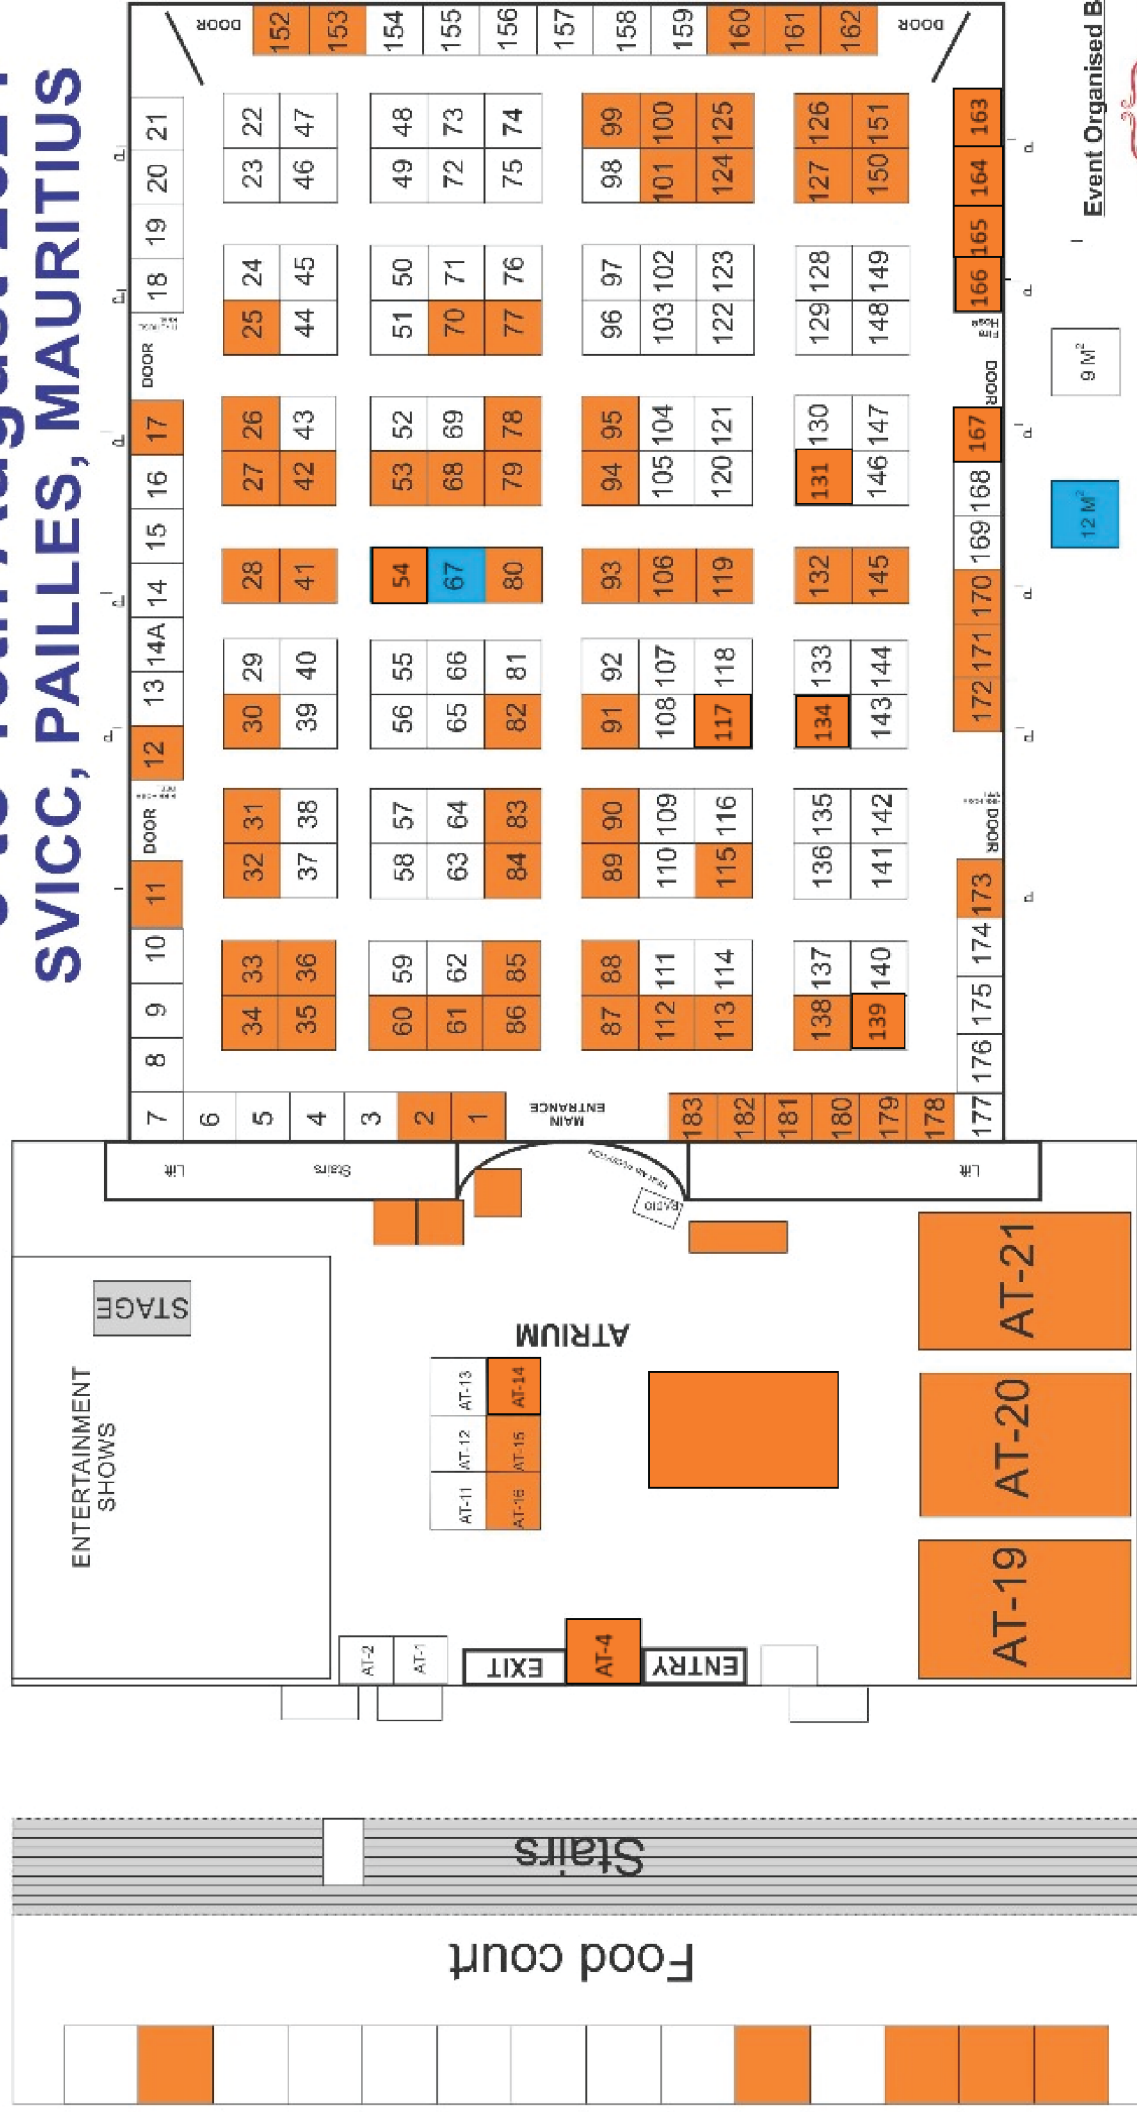 SVICC, PAILLES, MAURITIUS
DOOR
152
153
154
155
156
157
158
159
160
161
162
DOOR
21 22 47 48 73 74 99 100 125 126 151 163
20 23 46 49 72 75 98 101 124 127 150 164
19 165
18 24 45 50 71 76 97 102 123 128 149 166
25 44 51 70 77 96 103 122 129 148
Fire
Hose
DOOR
DOOR
17 26 43 52 69 78 95 104 121 130 147 167
16 27 42 53 68 79 94 105 120 131 146 168
15 169
14 28 41 54 67 80 93 106 119 132 145 170
14A 29 40 55 66 81 92 107 118 133 144 171
13 30 39 56 65 82 91 108 117 134 143 172
12
DOOR
31 38 57 64 83 90 109 116 135 142
DOOR
11 32 37 58 63 84 89 110 115 136 141 173
10 33 36 59 62 85 88 111 114 137 140 174
9 34 35 60 61 86 87 112 113 138 139 175
8 176
7
6
5
4
3
2
1
MAIN
ENTRANCE
183
182
181
180
179
178
177
Event Organised B
9 M²
12 M²
Lift
Stairs
Lift
RADIO
STAGE
ENTERTAINMENT
SHOWS
ATRIUM
AT-13
AT-14
AT-12
AT-15
AT-11
AT-16
AT-21
AT-20
AT-19
AT-2
AT-1
EXIT
AT-4
ENTRY
Stairs
Food court